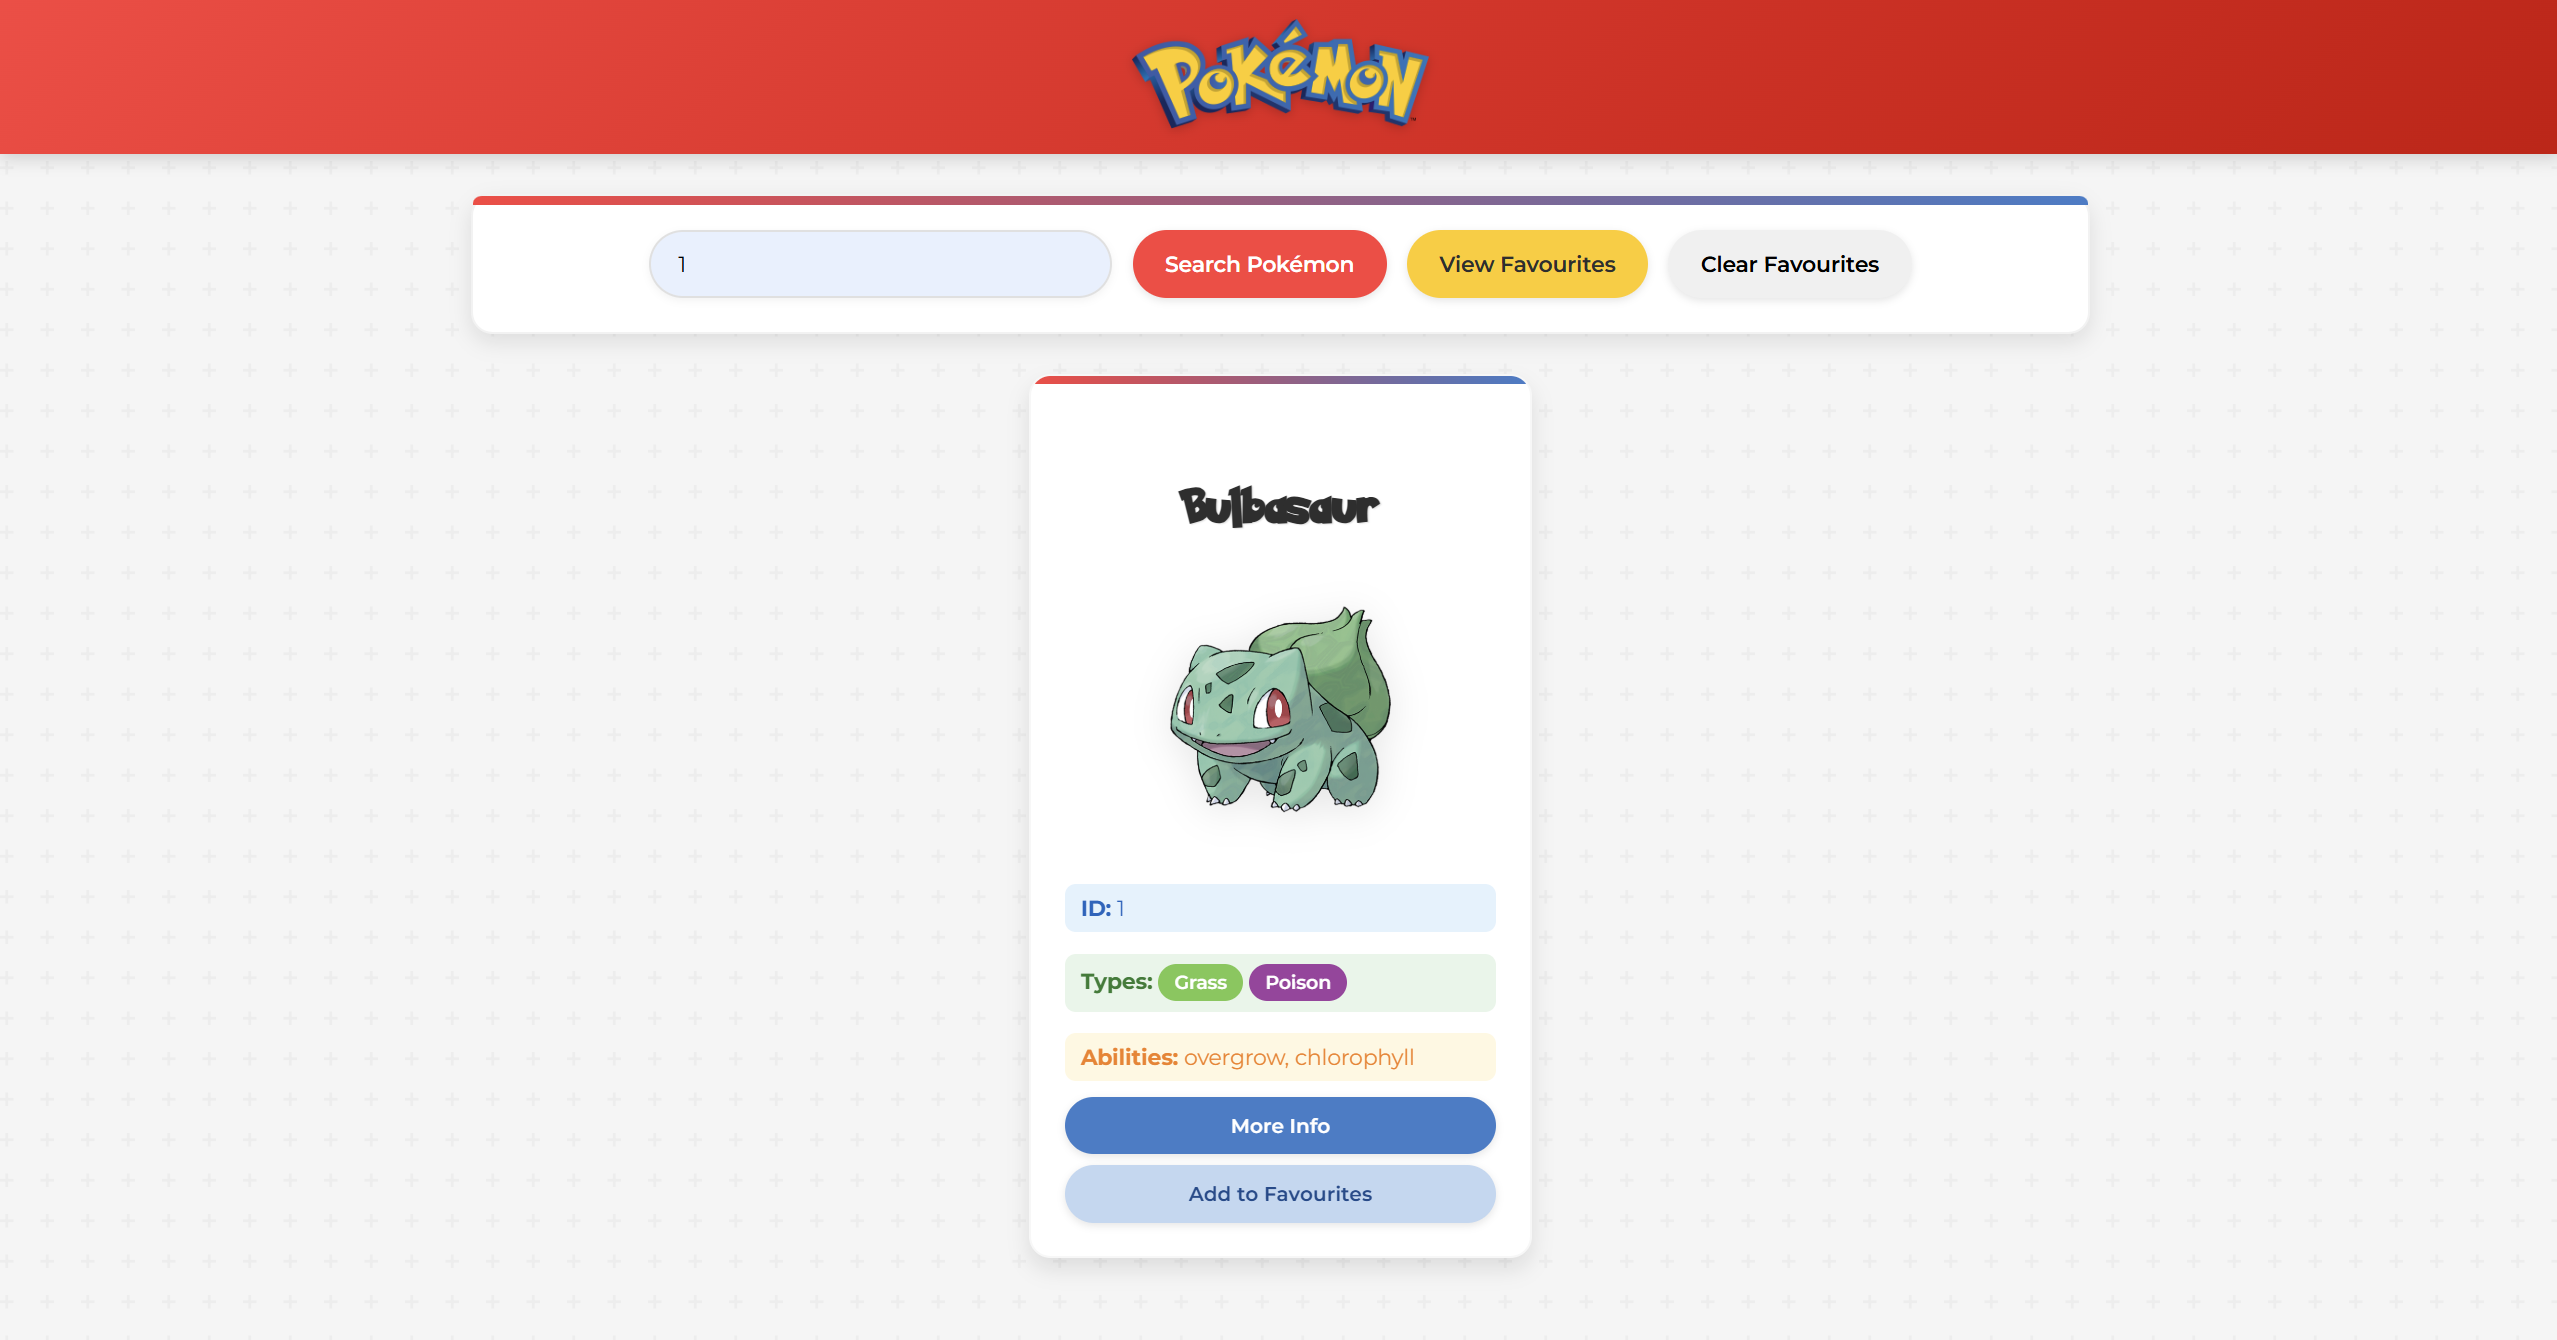 Pokémon
1
Search Pokémon
View Favourites
Clear Favourites
Bulbasaur
ID: 1
Types: Grass Poison
Abilities: overgrow, chlorophyll
More Info
Add to Favourites